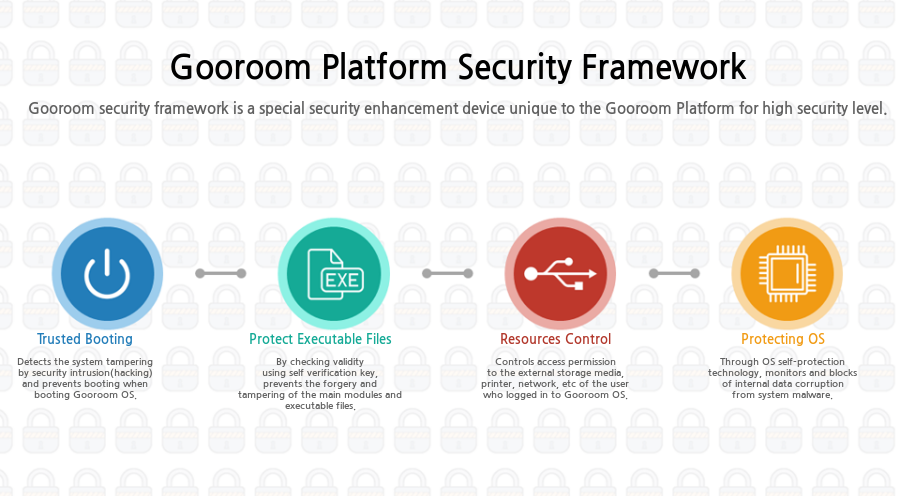 Gooroom Platform Security Framework
Gooroom security framework is a special security enhancement device unique to the Gooroom Platform for high security level.
EXE
Trusted Booting
Detects the system tampering
by security intrusion(hacking)
and prevents booting when
booting Gooroom OS.
Protect Executable Files
By checking validity
using self verification key,
prevents the forgery and
tampering of the main modules and
executable files.
Resources Control
Controls access permission
to the external storage media,
printer, network, etc of the user
who logged in to Gooroom OS.
Protecting OS
Through OS self-protection
technology, monitors and blocks
of internal data corruption
from system malware.